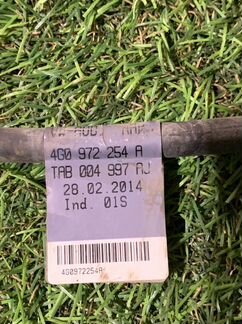 4G0 972 254 A
TAB 004 997 AJ
28.02.2014
Ind. 01S
4G0972254A